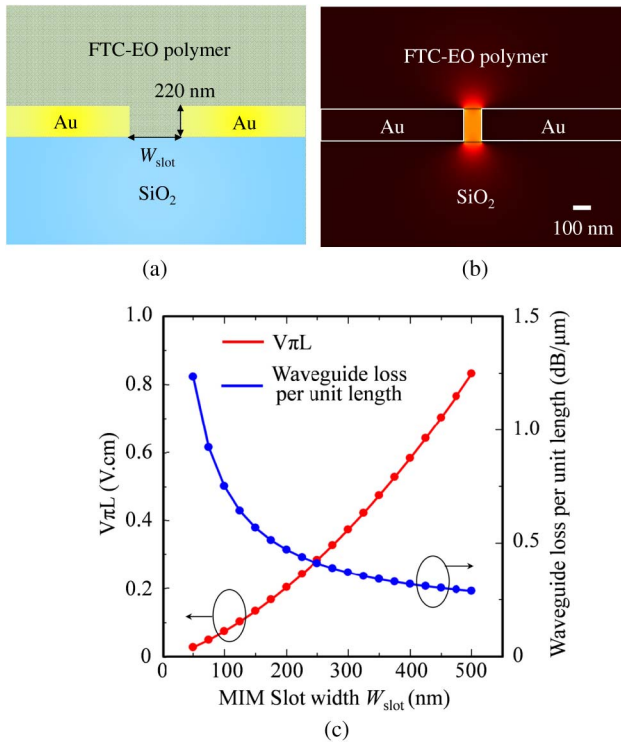 FTC-EO polymer
220 nm
Au
Au
W_slot
SiO₂
(a)
FTC-EO polymer
Au
Au
SiO₂
100 nm
(b)
1.0
0.8
0.6
0.4
0.2
0
VπL (V.cm)
VπL
Waveguide loss
per unit length
1.5
1.0
0.5
0
Waveguide loss per unit length (dB/μm)
0
100
200
300
400
500
MIM Slot width W_slot (nm)
(c)